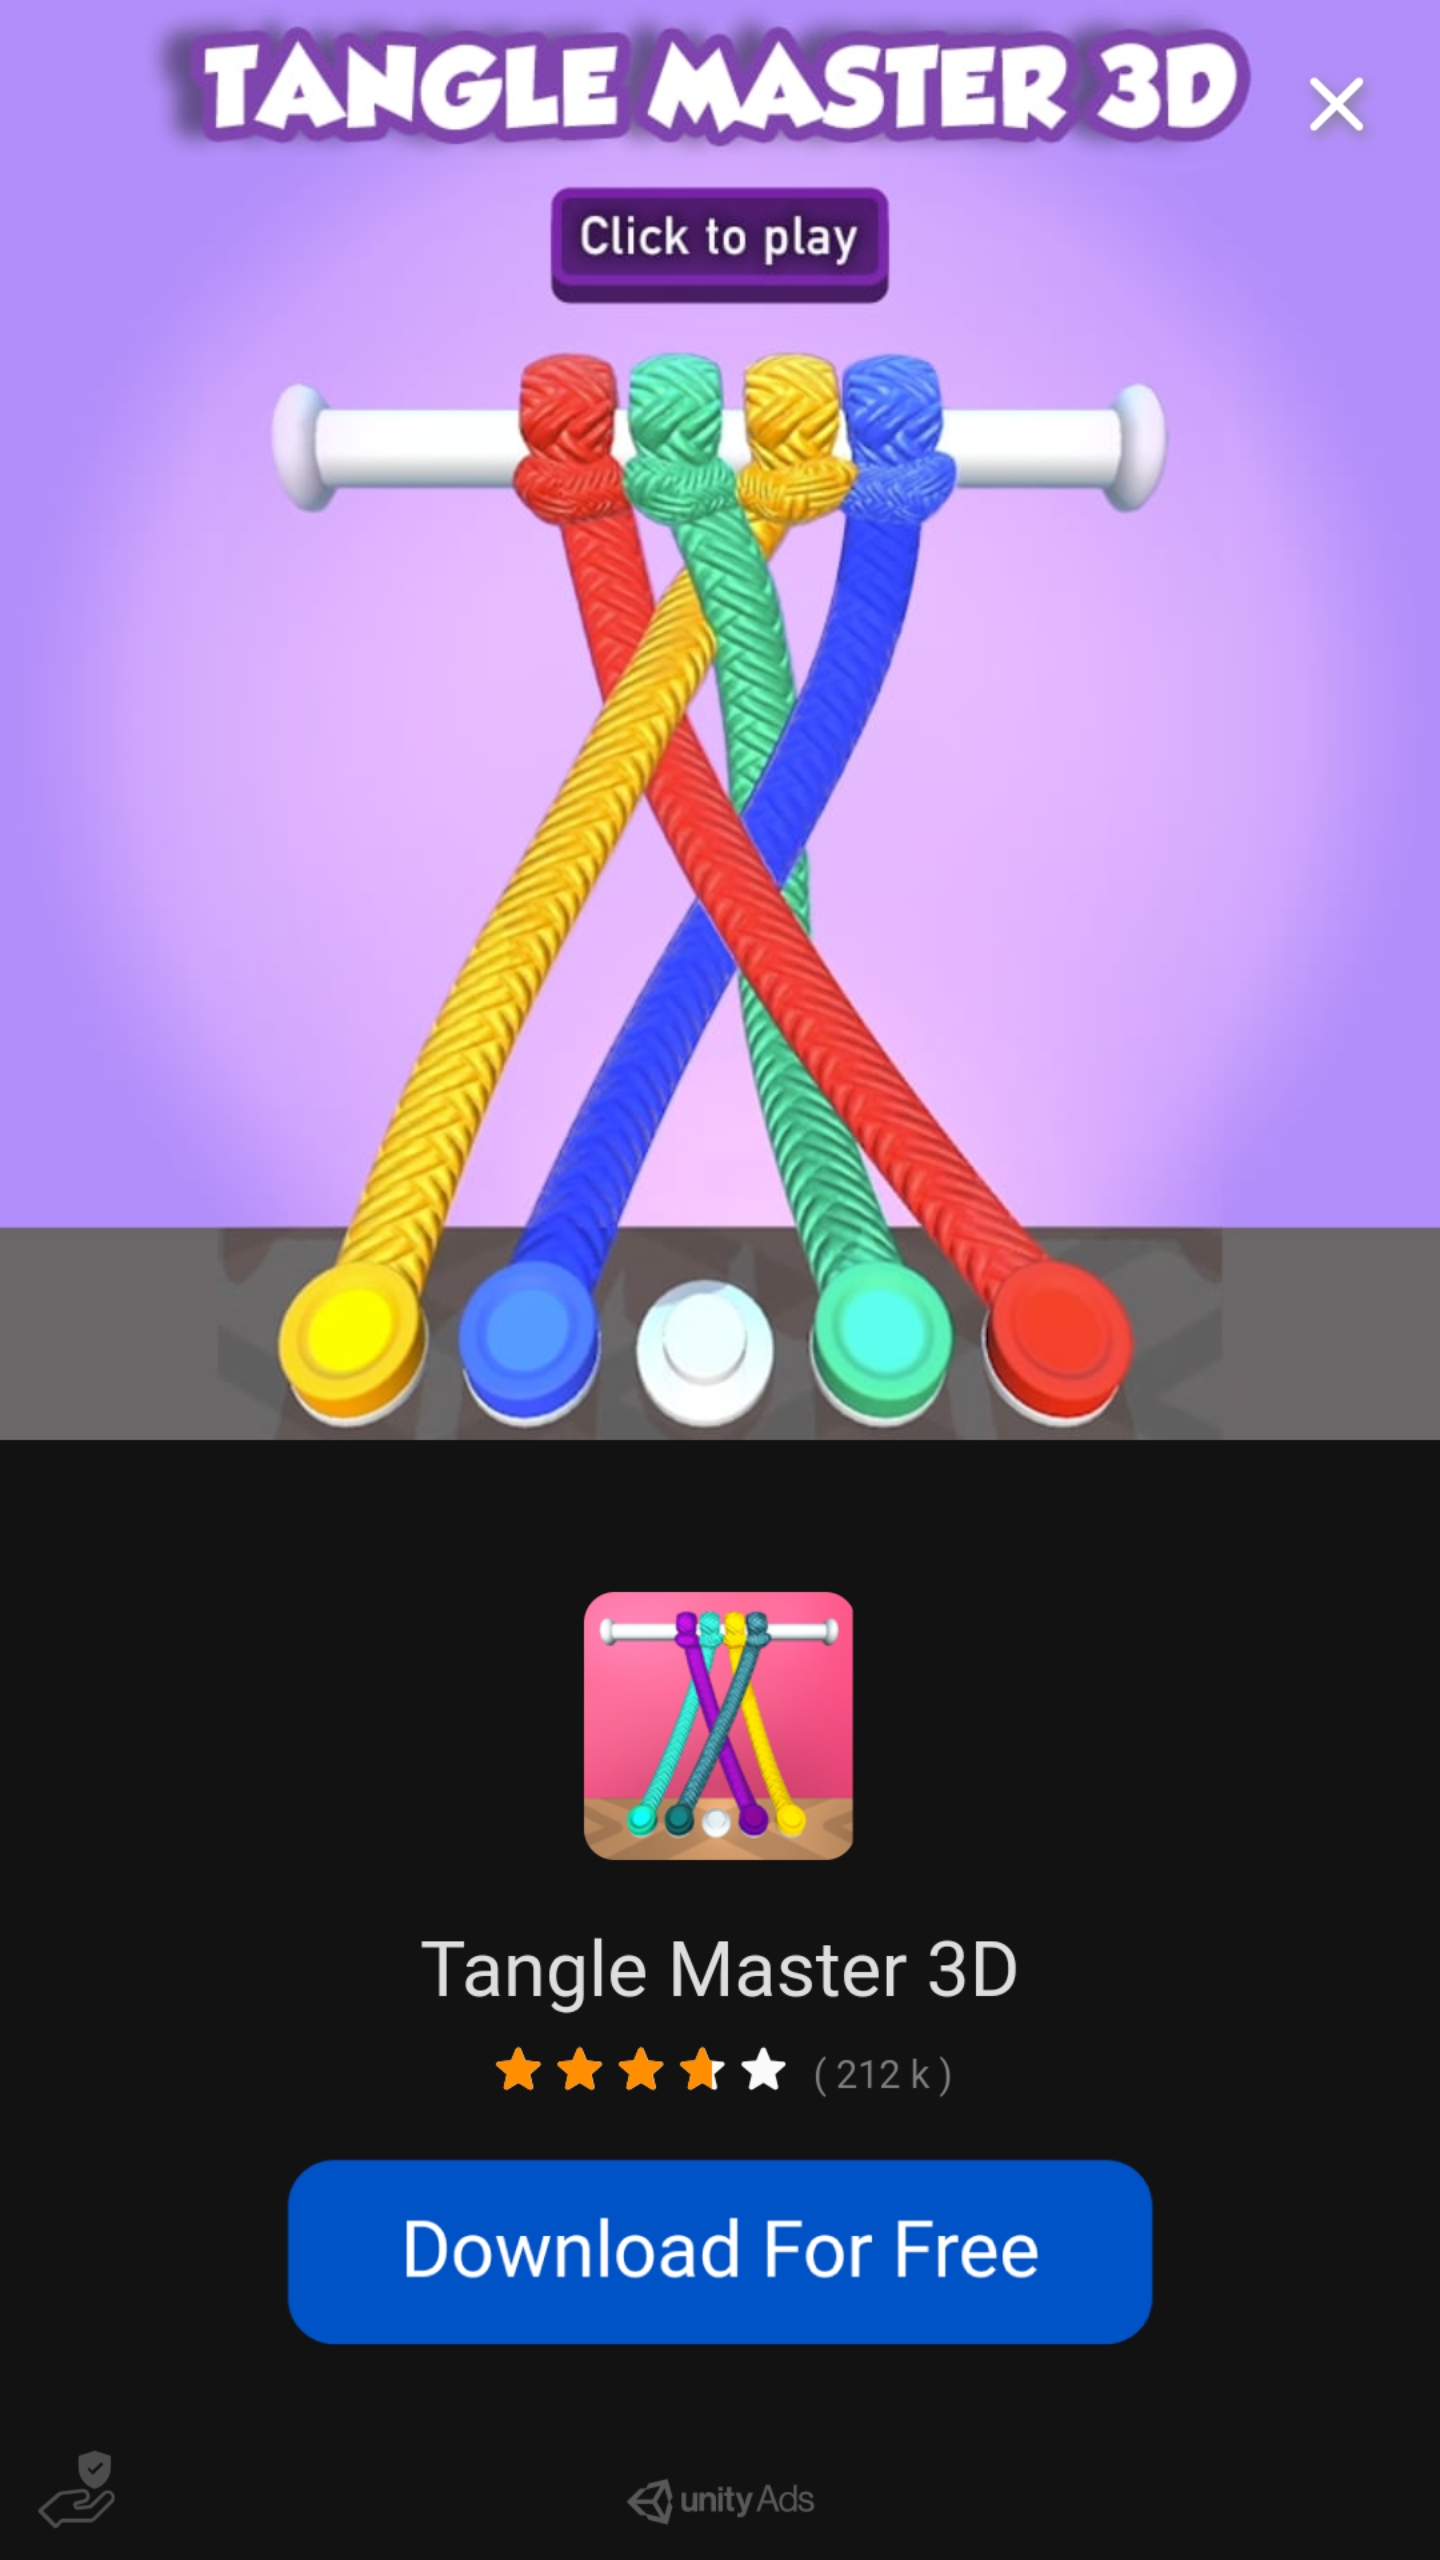 TANGLE MASTER 3D
Click to play
Tangle Master 3D
( 212 k )
Download For Free
unity Ads